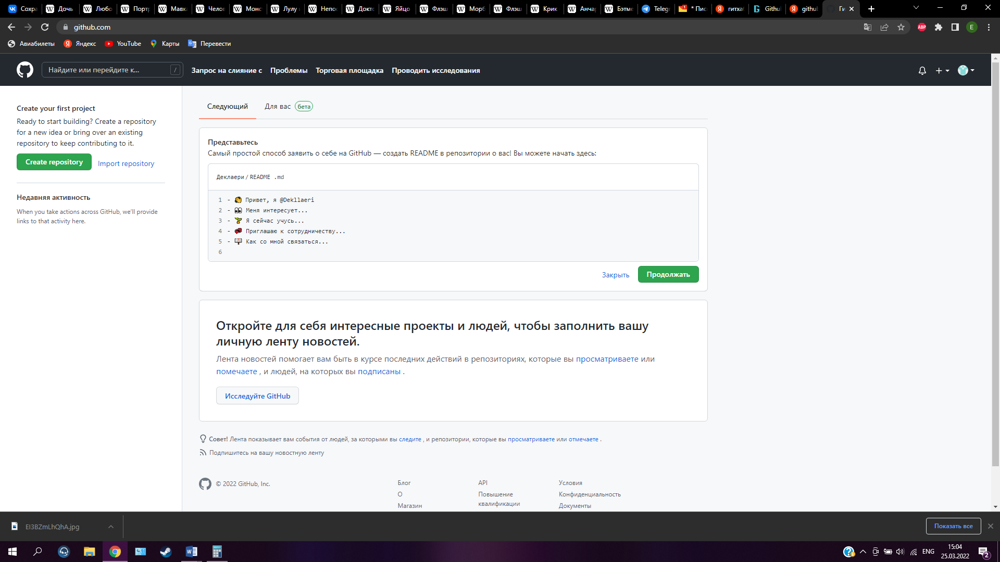 Сохра
Дочь
Любо
Портр
Мавка
Челов
Монс
Лулу и
Непос
Докто
Яйцо
Флэш
Морб
Флэш
Крик
Анчар
Бэтме
Telegr
* Пис
гитхаб
Githu
github
Ги
github.com
E
Авиабилеты
Яндекс
YouTube
Карты
Перевести
Найдите или перейдите к...
/
Запрос на слияние с
Проблемы
Торговая площадка
Проводить исследования
Create your first project
Ready to start building? Create a repository
for a new idea or bring over an existing
repository to keep contributing to it.
Create repository
Import repository
Недавняя активность
When you take actions across GitHub, we'll provide
links to that activity here.
Следующий
Для вас
бета
Представьтесь
Самый простой способ заявить о себе на GitHub — создать README в репозитории о вас! Вы можете начать здесь:
Деклаери / README .md
1 - 👋 Привет, я @Dekllaeri
2 - 👀 Меня интересует...
3 - 🌱 Я сейчас учусь...
4 - 💞️ Приглашаю к сотрудничеству...
5 - 📫 Как со мной связаться...
6
Закрыть
Продолжать
Откройте для себя интересные проекты и людей, чтобы заполнить вашу
личную ленту новостей.
Лента новостей помогает вам быть в курсе последних действий в репозиториях, которые вы просматриваете или
помечаете , и людей, на которых вы подписаны .
Исследуйте GitHub
Совет! Лента показывает вам события от людей, за которыми вы следите , и репозитории, которые вы просматриваете или отмечаете .
Подпишитесь на вашу новостную ленту
© 2022 GitHub, Inc.
Блог
О
Магазин
API
Повышение
квалификации
Условия
Конфиденциальность
Документы
EI3BZmLhQhA.jpg
Показать все
ENG
15:04
25.03.2022
2